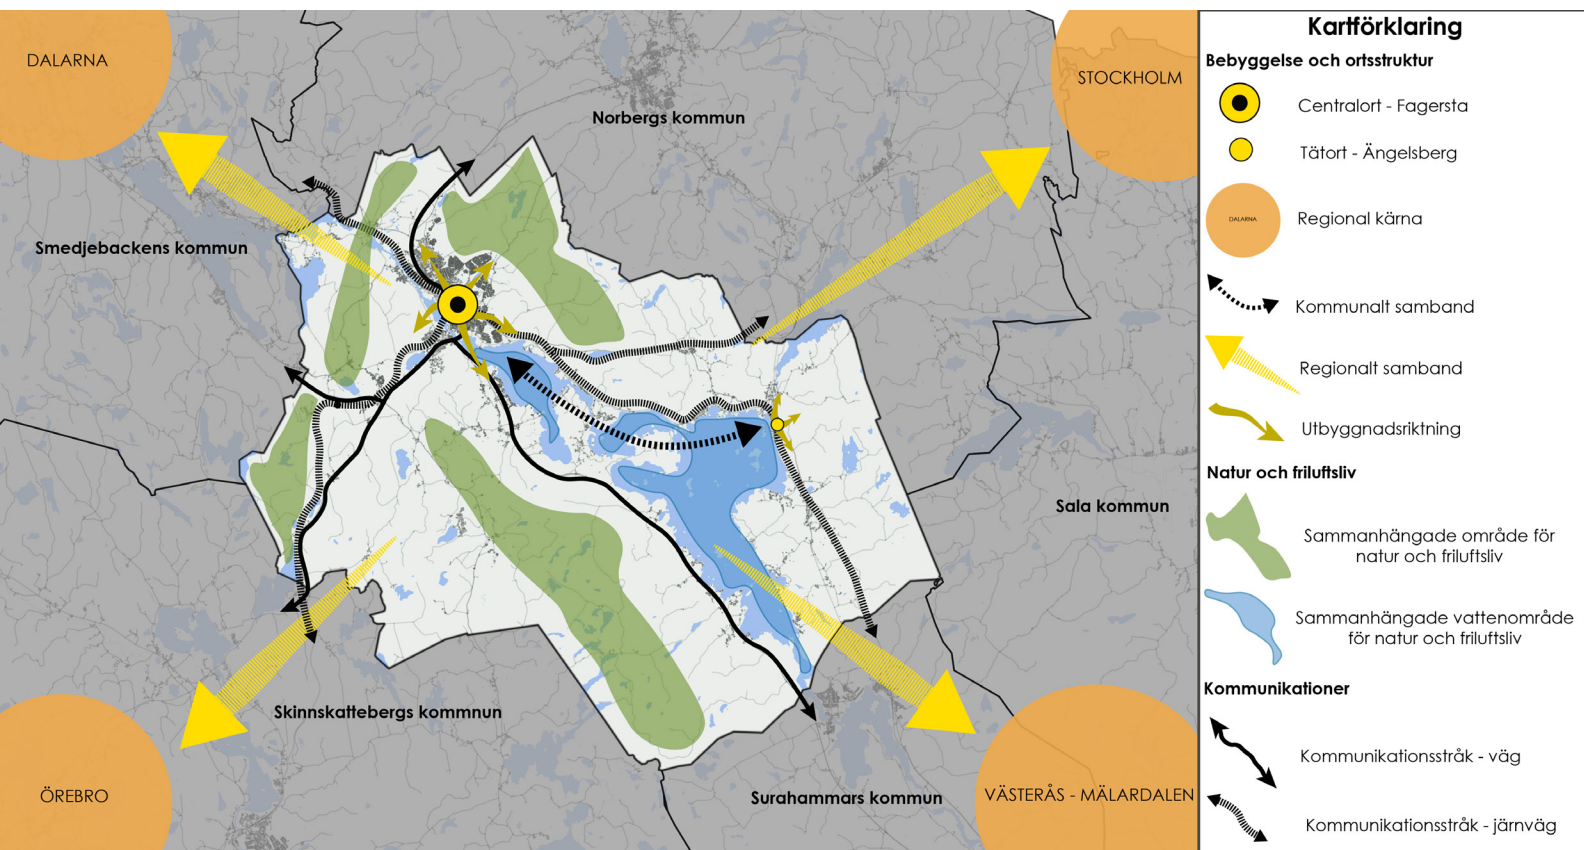 DALARNA
STOCKHOLM
Norbergs kommun
Smedjebackens kommun
Sala kommun
Skinnskattebergs kommnun
Surahammars kommun
ÖREBRO
VÄSTERÅS - MÄLARDALEN
Kartförklaring
Bebyggelse och ortsstruktur
Centralort - Fagersta
Tätort - Ängelsberg
DALARNA
Regional kärna
Kommunalt samband
Regionalt samband
Utbyggnadsriktning
Natur och friluftsliv
Sammanhängade område för
natur och friluftsliv
Sammanhängade vattenområde
för natur och friluftsliv
Kommunikationer
Kommunikationsstråk - väg
Kommunikationsstråk - järnväg